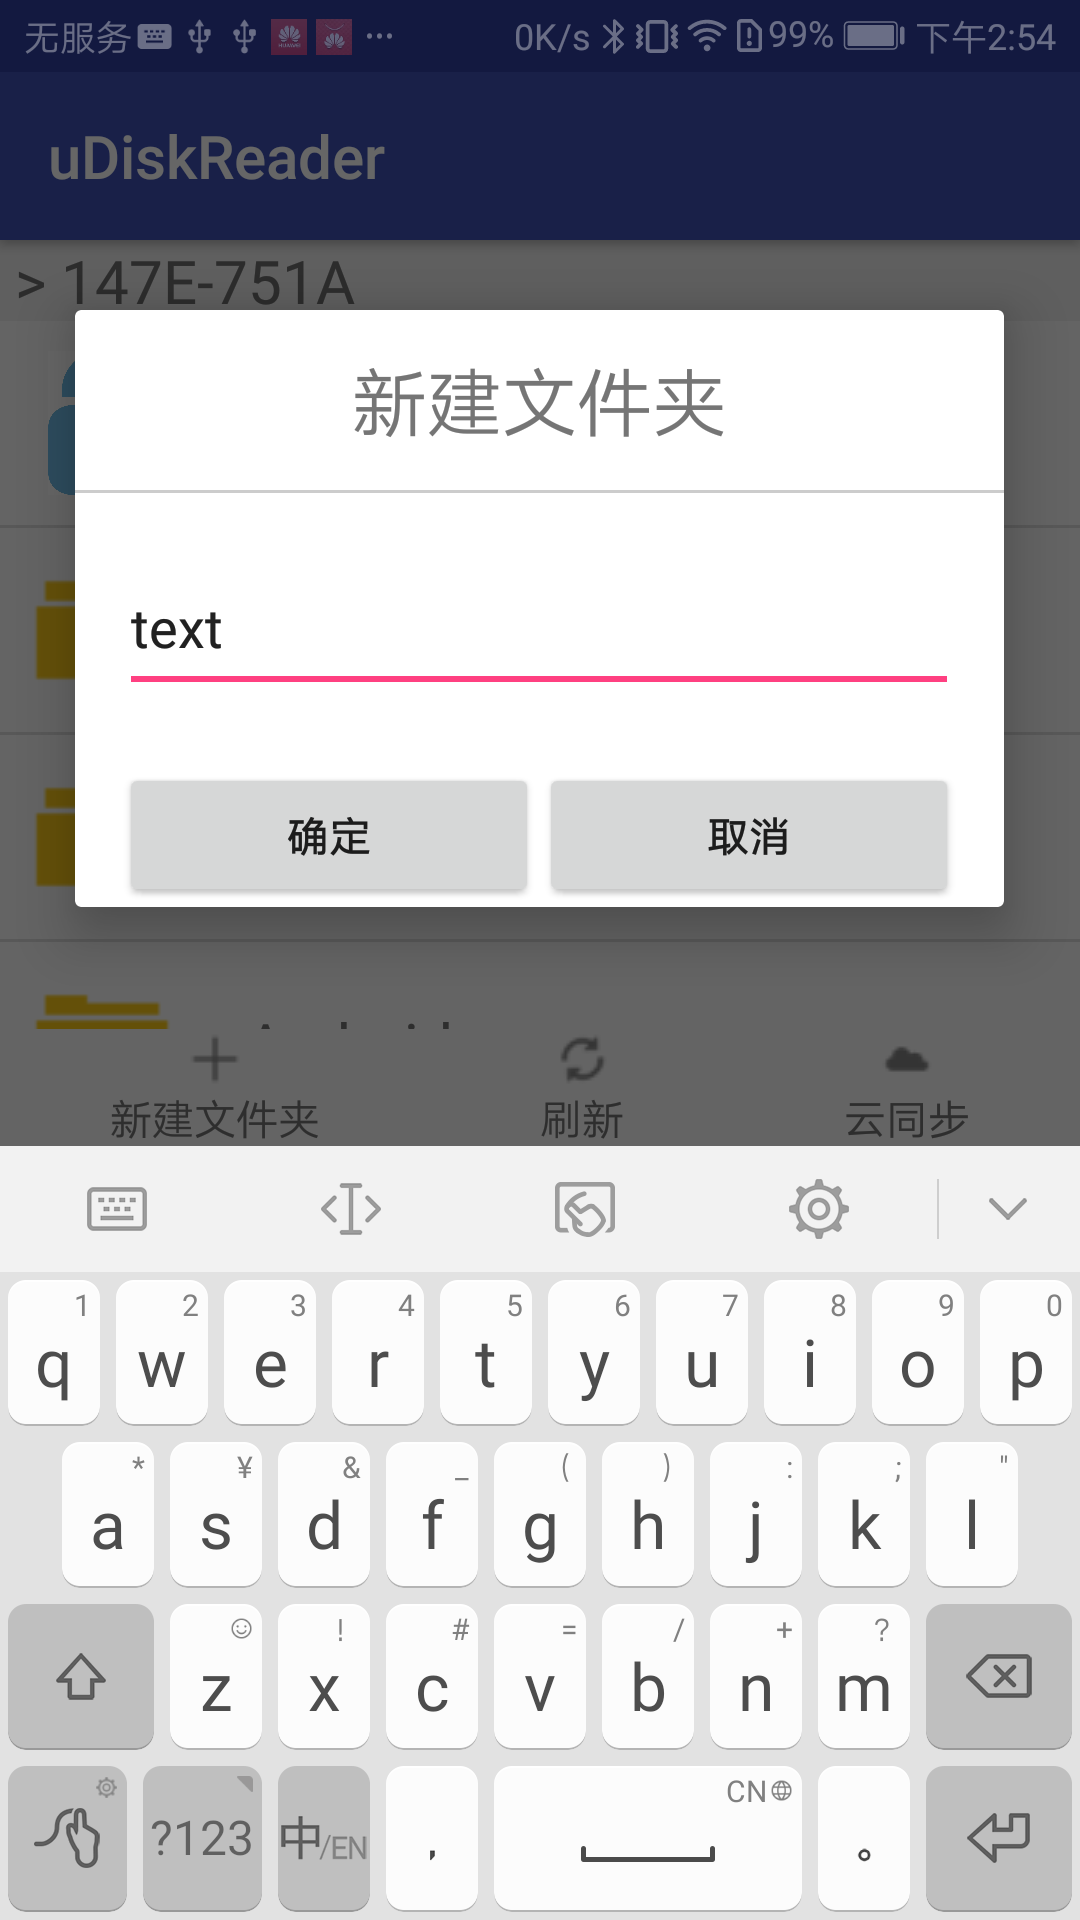 无服务 0K/s 99% 下午2:54
uDiskReader
> 147E-751A
新建文件夹
text
确定 取消
新建文件夹 刷新 云同步
1 2 3 4 5 6 7 8 9 0
q w e r t y u i o p
* ¥ & _ ( ) : ; "
a s d f g h j k l
! # = / + ?
z x c v b n m
CN
?123 中/EN , 。